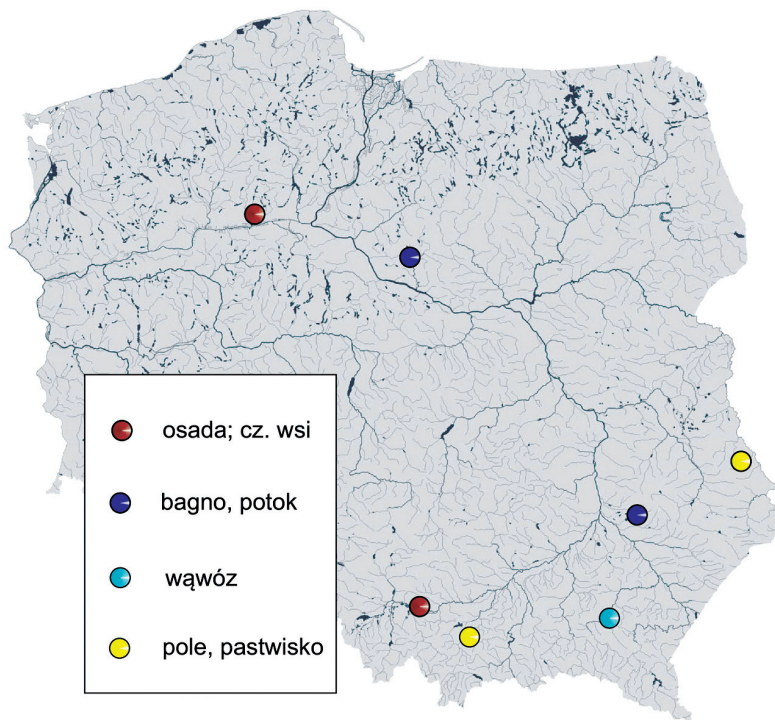 osada; cz. wsi
bagno, potok
wąwóz
pole, pastwisko